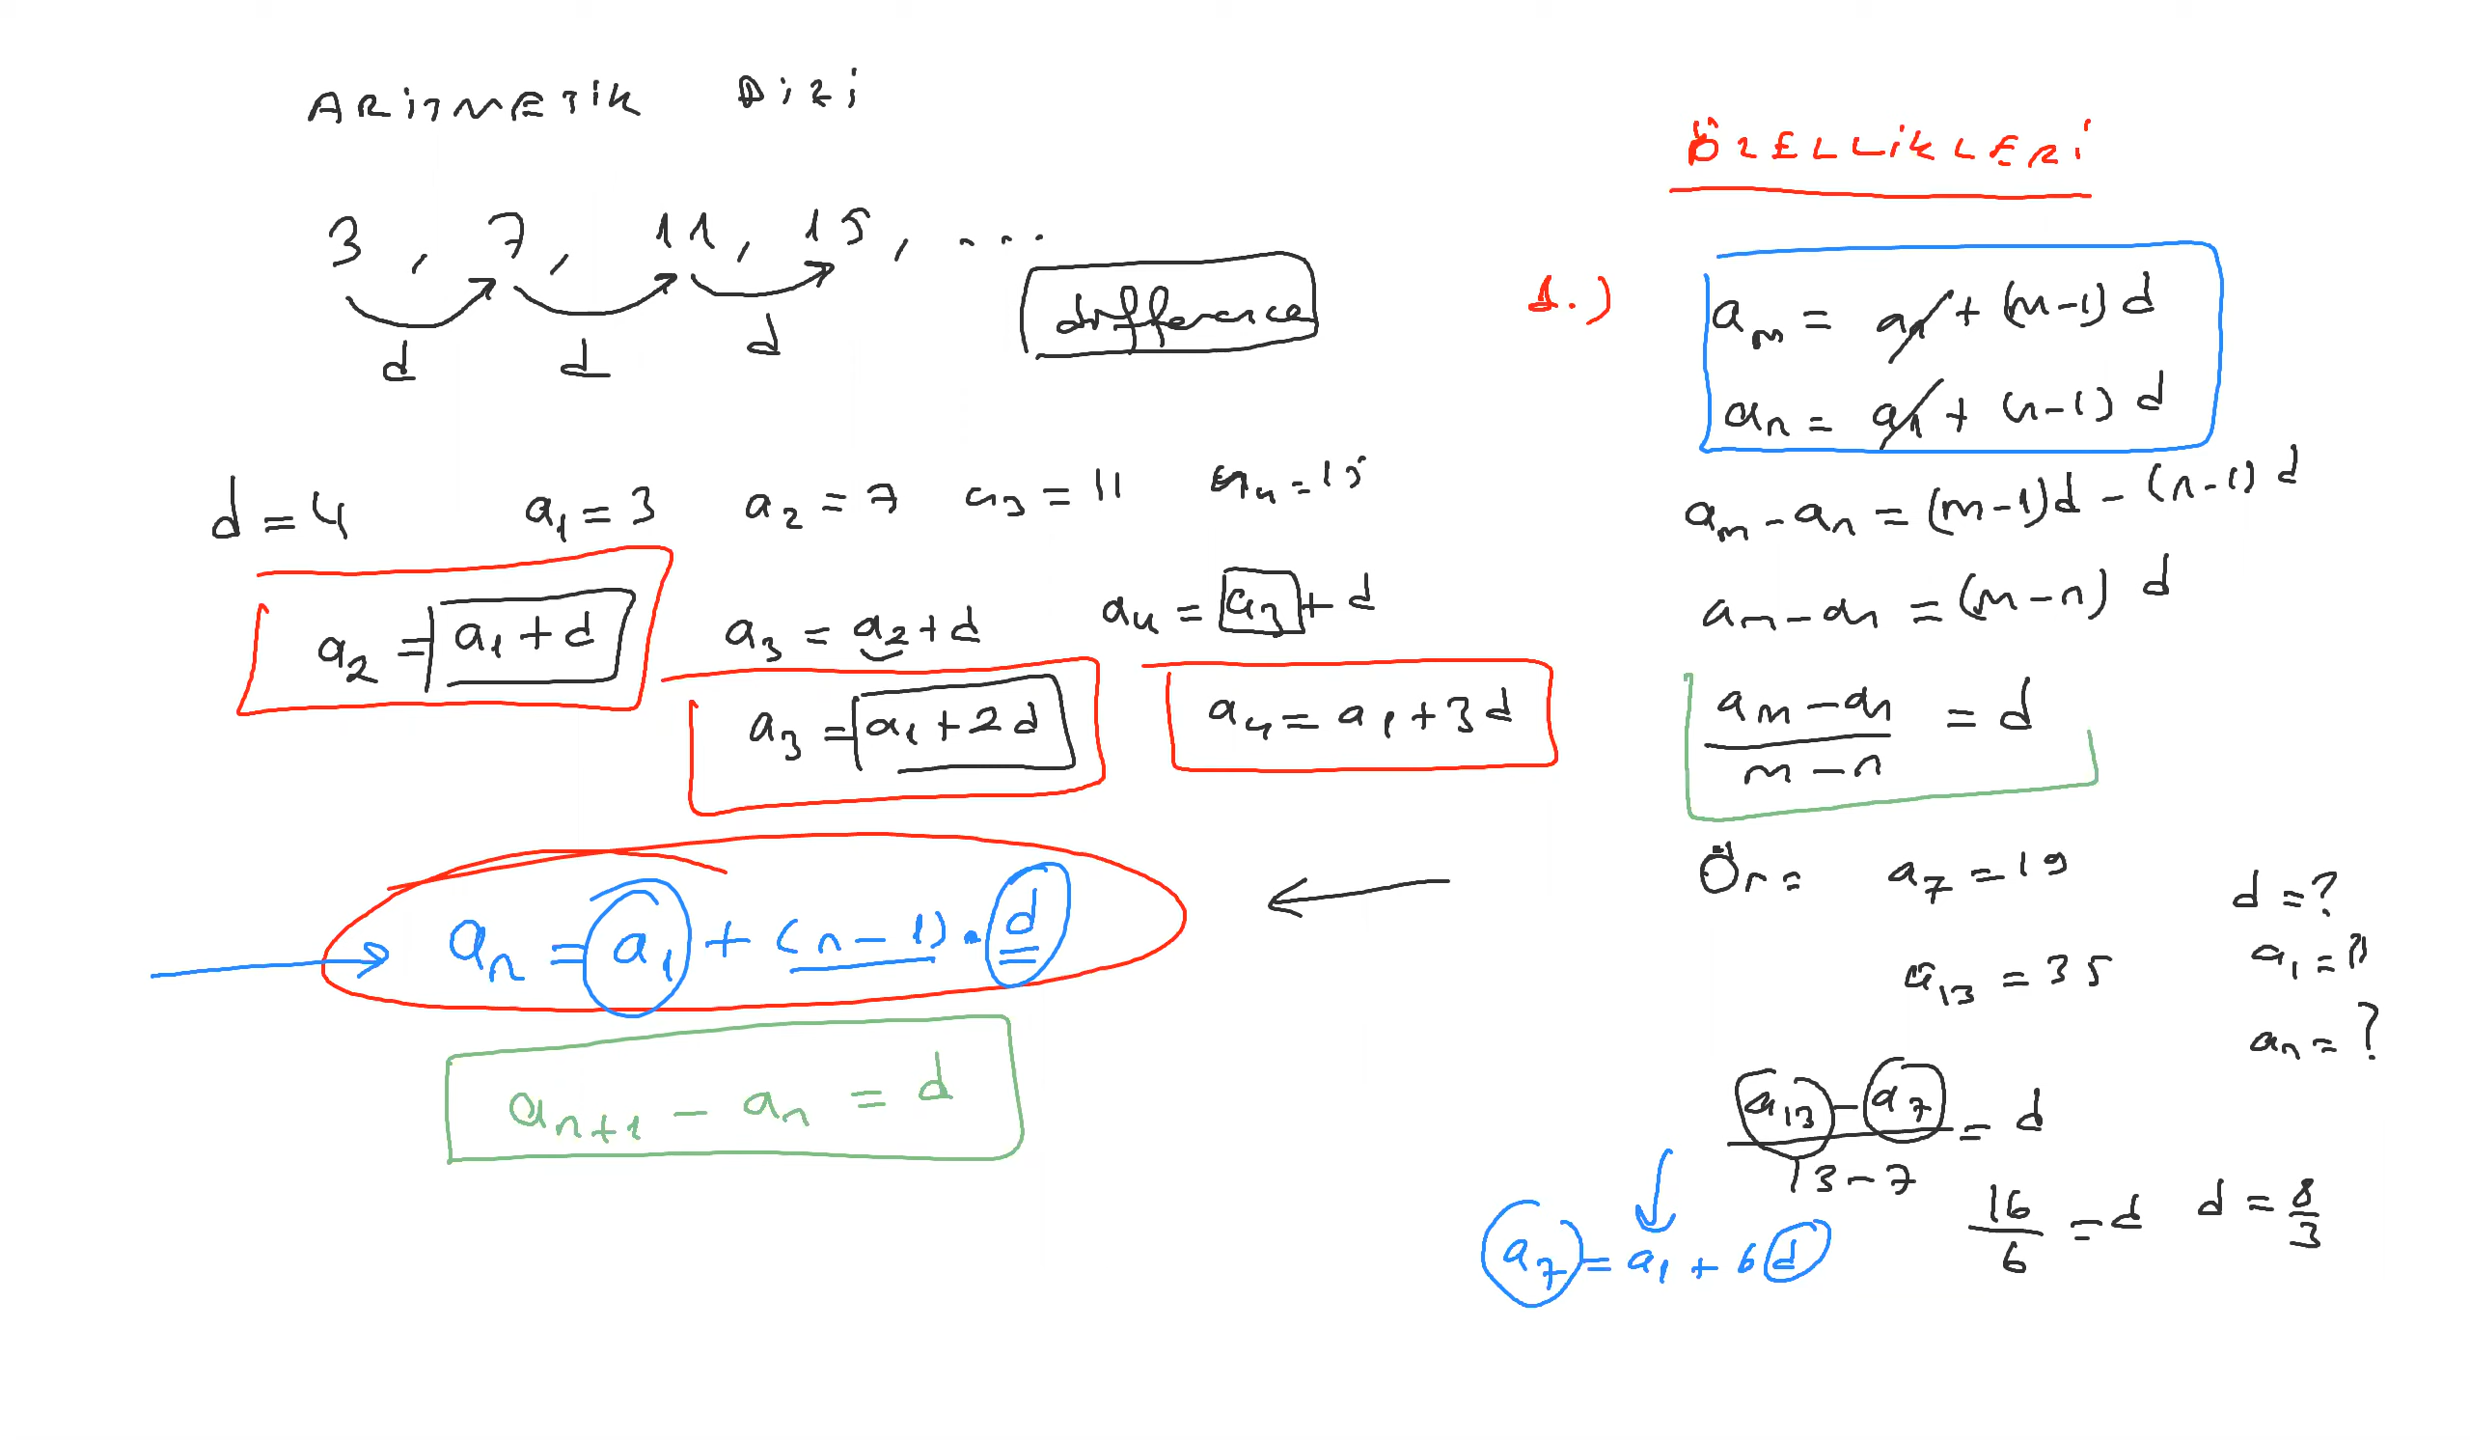 ARİTMETİK DİZİ
3 , 7, 11, 15, ....
d d d
difference
d = 4 a₁ = 3 a₂ = 7 a₃ = 11 a₄ = 15
a₂ = a₁ + d
a₃ = a₂ + d
a₄ = a₃ + d
a₃ = a₁ + 2d
a₄ = a₁ + 3d
aₙ = a₁ + (n-1) . d
aₙ₊₁ - aₙ = d
ÖZELLİKLERİ
1.)
aₘ = a₁ + (m-1) d
aₙ = a₁ + (n-1) d
aₘ - aₙ = (m-1)d - (n-1) d
aₘ - aₙ = (m-n) d
(aₘ - aₙ)/(m-n) = d
Ör= a₇ = 19
a₁₃ = 35
d = ?
a₁ = ?
aₙ = ?
(a₁₃ - a₇)/(13-7) = d
16/6 = d d = 8/3
a₇ = a₁ + 6d